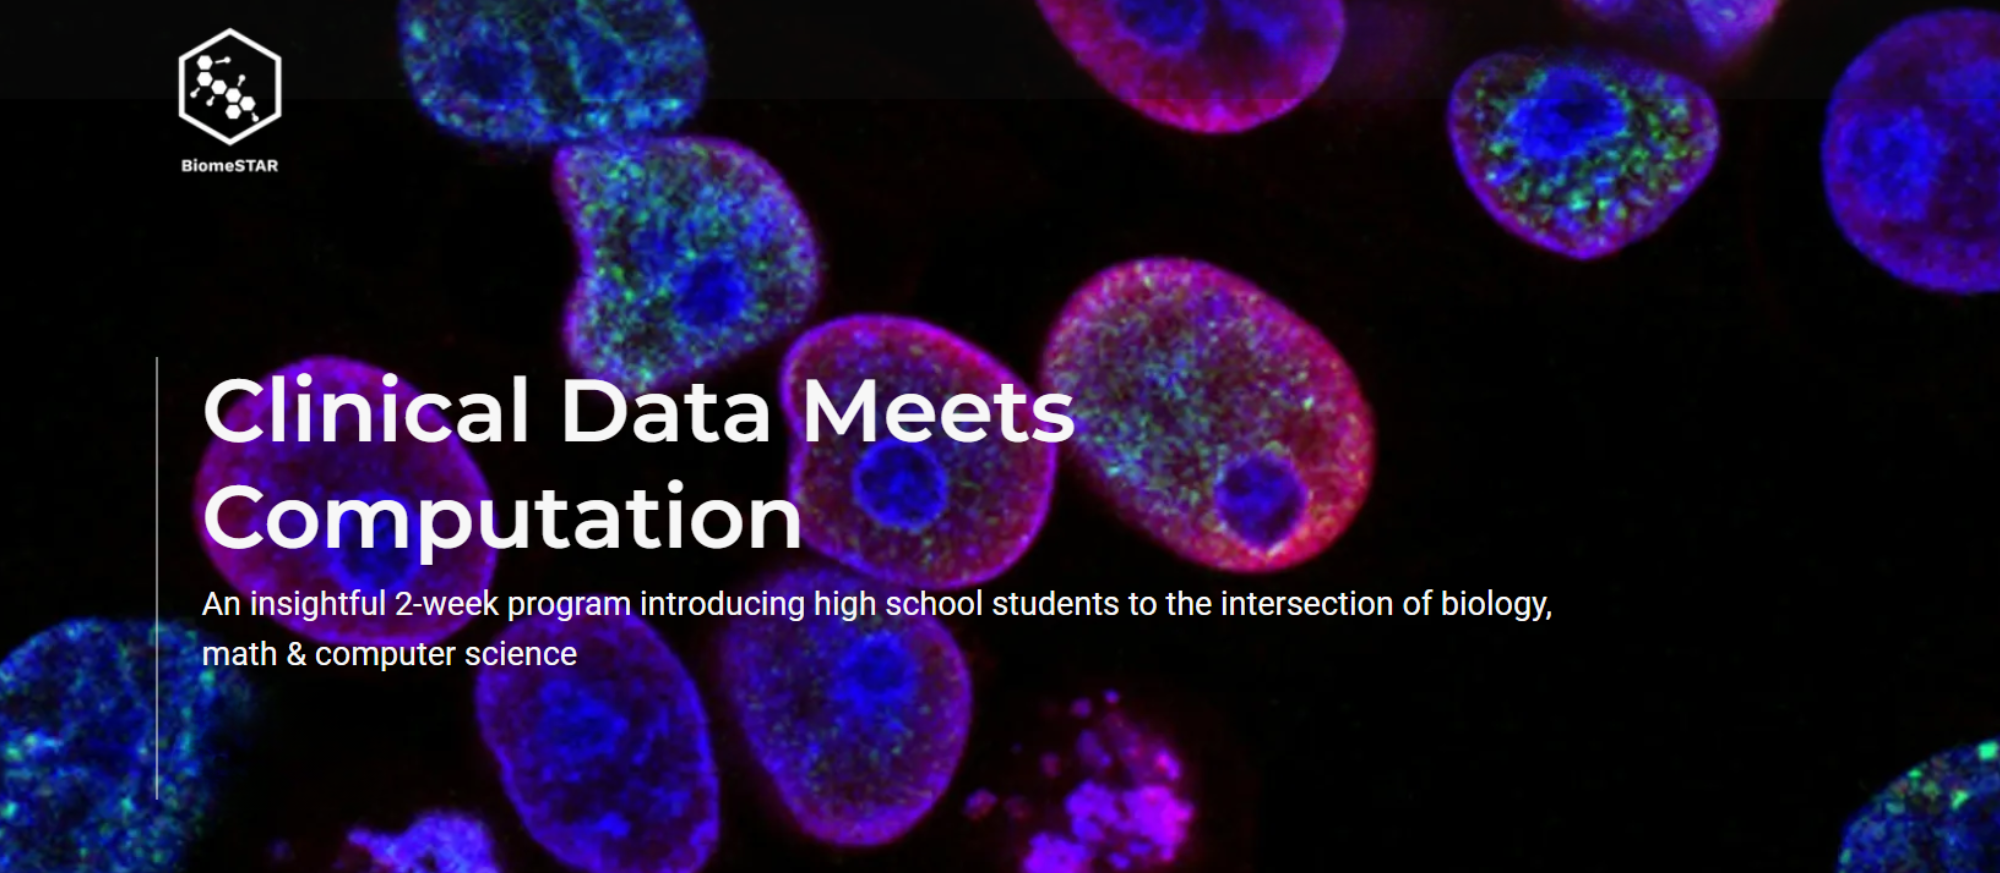 BiomeSTAR
Clinical Data Meets
Computation
An insightful 2-week program introducing high school students to the intersection of biology,
math & computer science